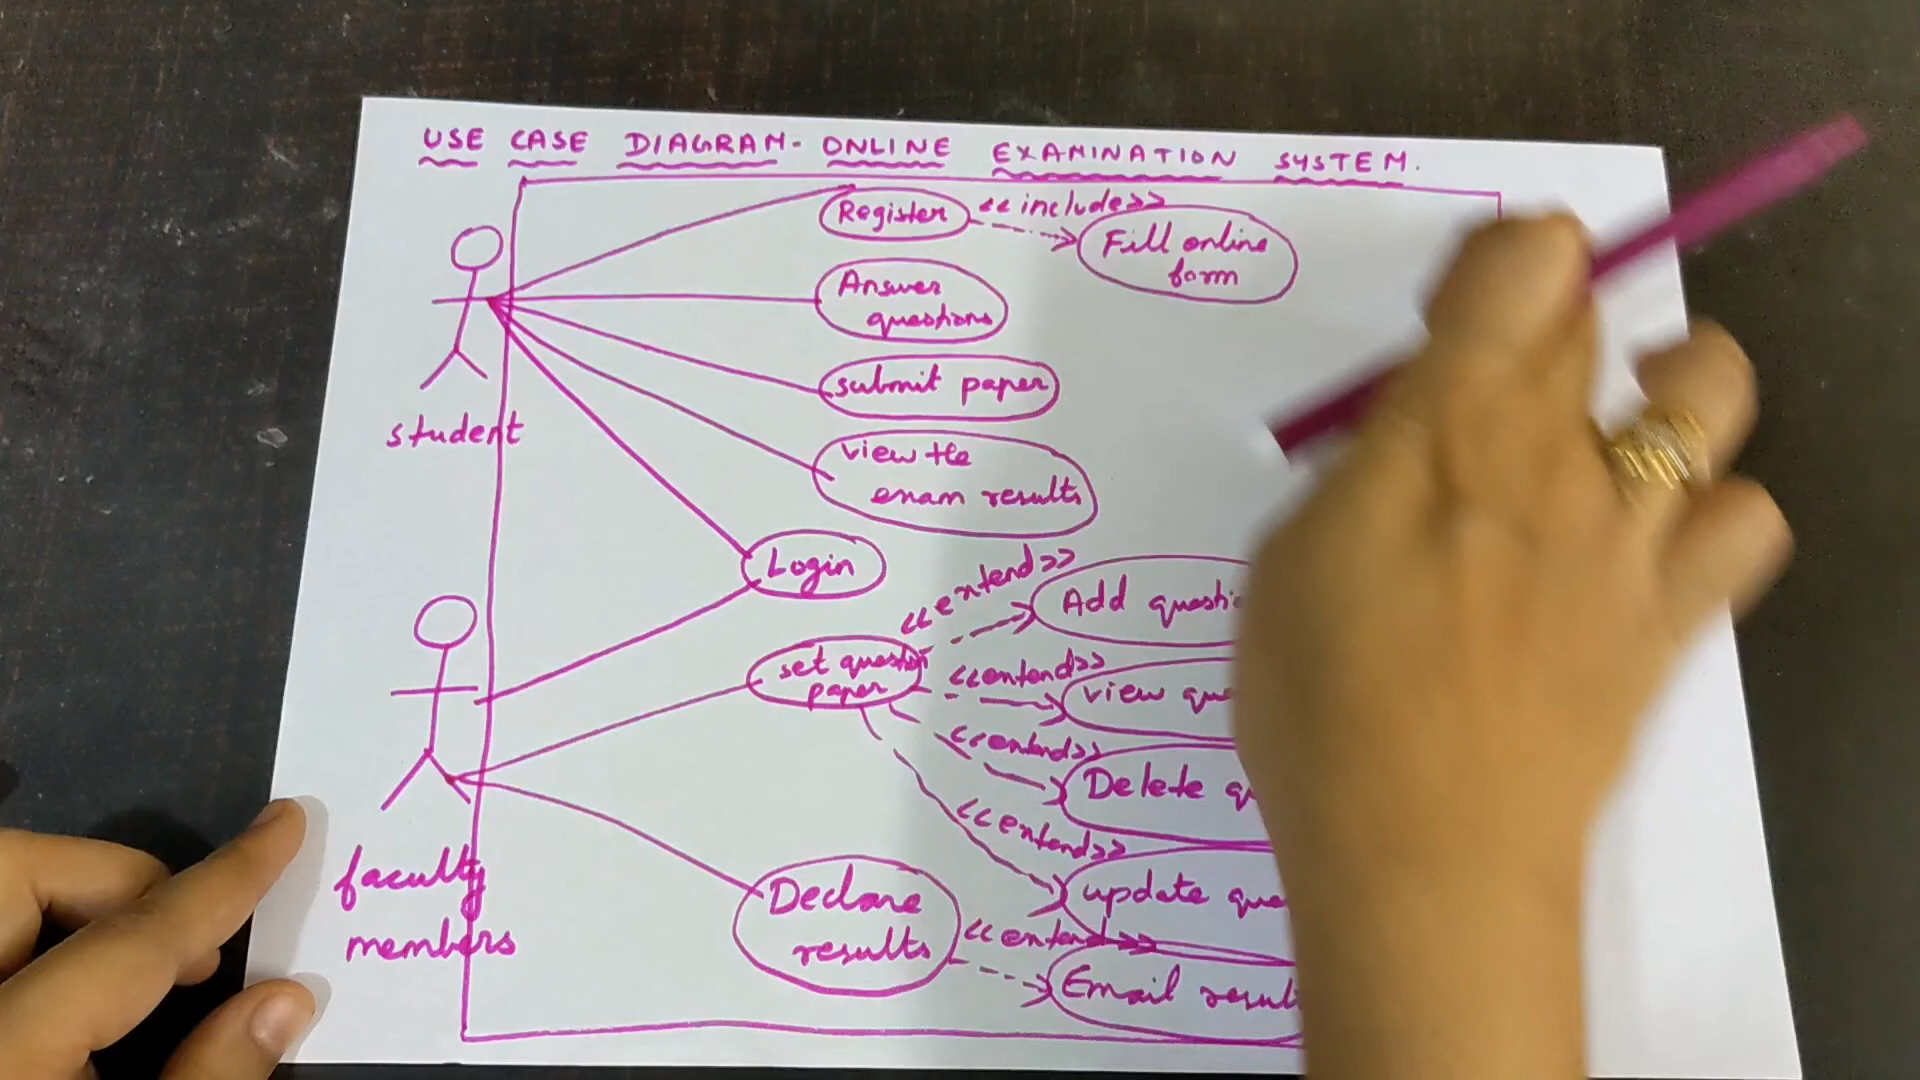 USE CASE DIAGRAM- ONLINE EXAMINATION SYSTEM.
Register
<<include>>
Fill online
form
Answer
questions
submit paper
student
view the
exam results
Login
<<extend>>
Add
set question
paper
<<extend>>
view
<<extend>>
Delete
<<extend>>
update
faculty
members
Declare
results
<<extend>>
Email